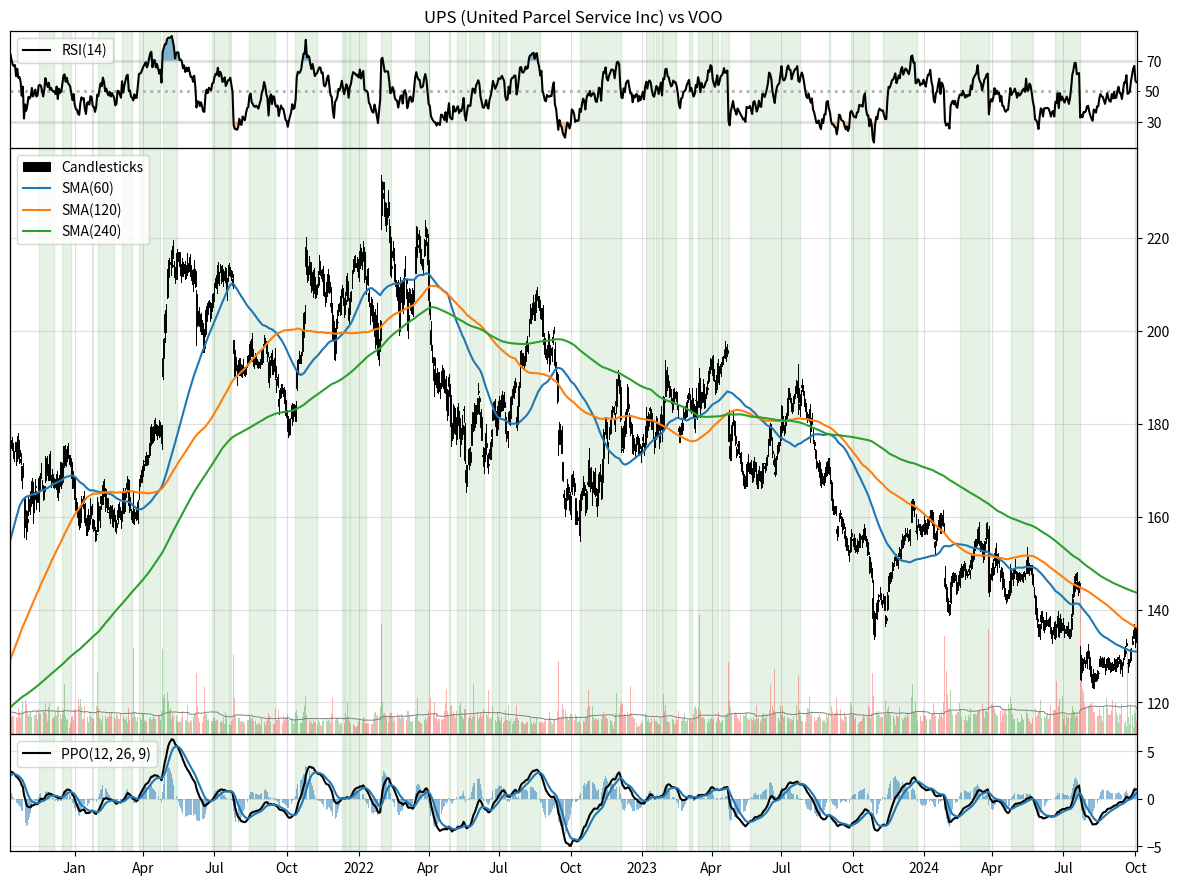 UPS (United Parcel Service Inc) vs VOO
RSI(14)
70
50
30
Candlesticks
SMA(60)
SMA(120)
SMA(240)
220
200
180
160
140
120
PPO(12, 26, 9)
5
0
−5
Jan Apr Jul Oct 2022 Apr Jul Oct 2023 Apr Jul Oct 2024 Apr Jul Oct